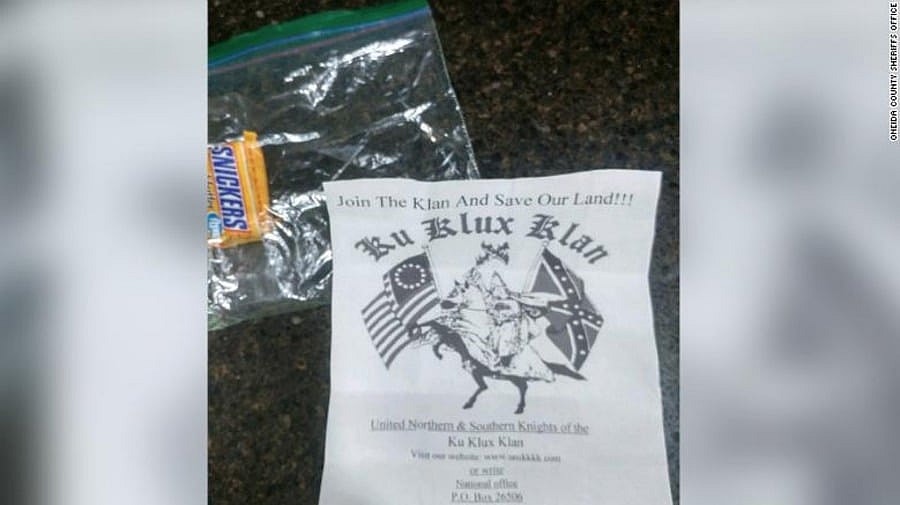 ONEIDA COUNTY SHERIFFS OFFICE
SNICKERS
Join The Klan And Save Our Land!!!
Ku Klux Klan
United Northern & Southern Knights of the
Ku Klux Klan
Visit our website:
or write
National office
P.O. Box 26506